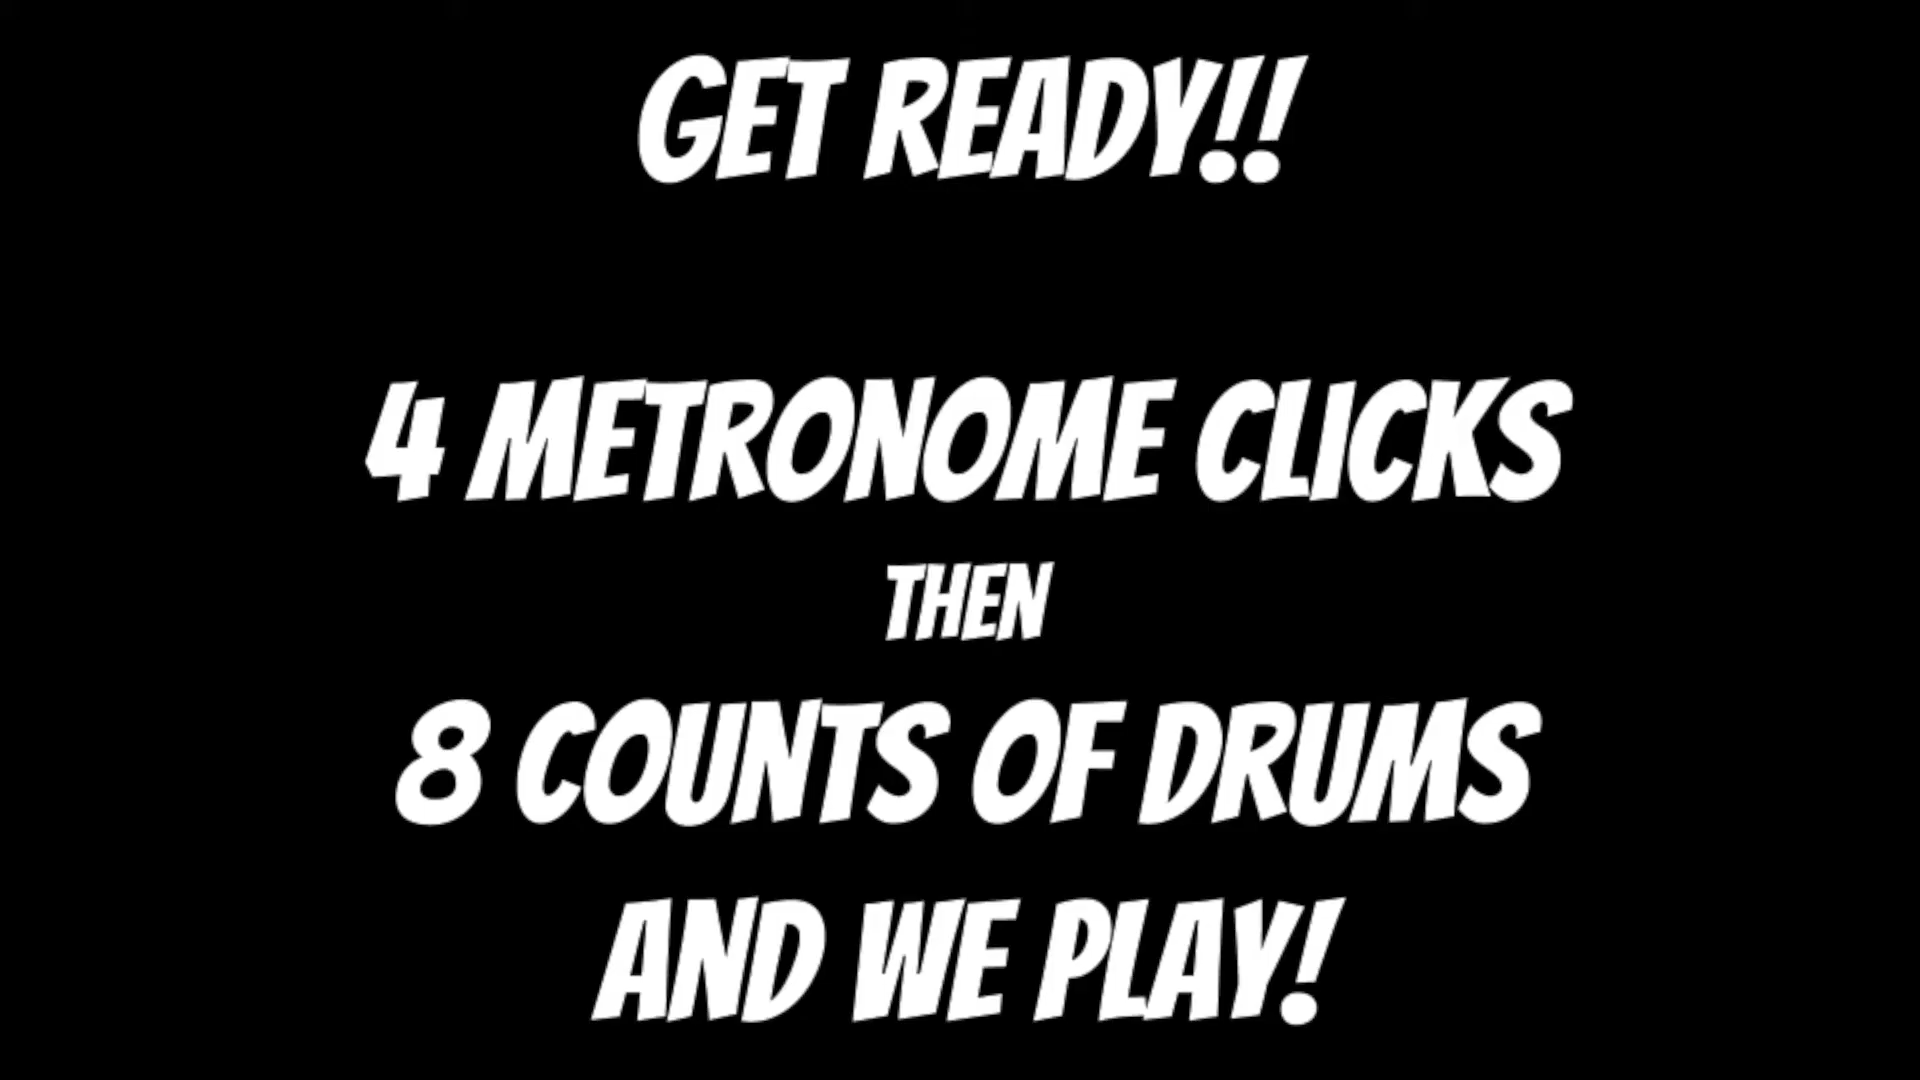 GET READY!!
4 METRONOME CLICKS
THEN
8 COUNTS OF DRUMS
AND WE PLAY!